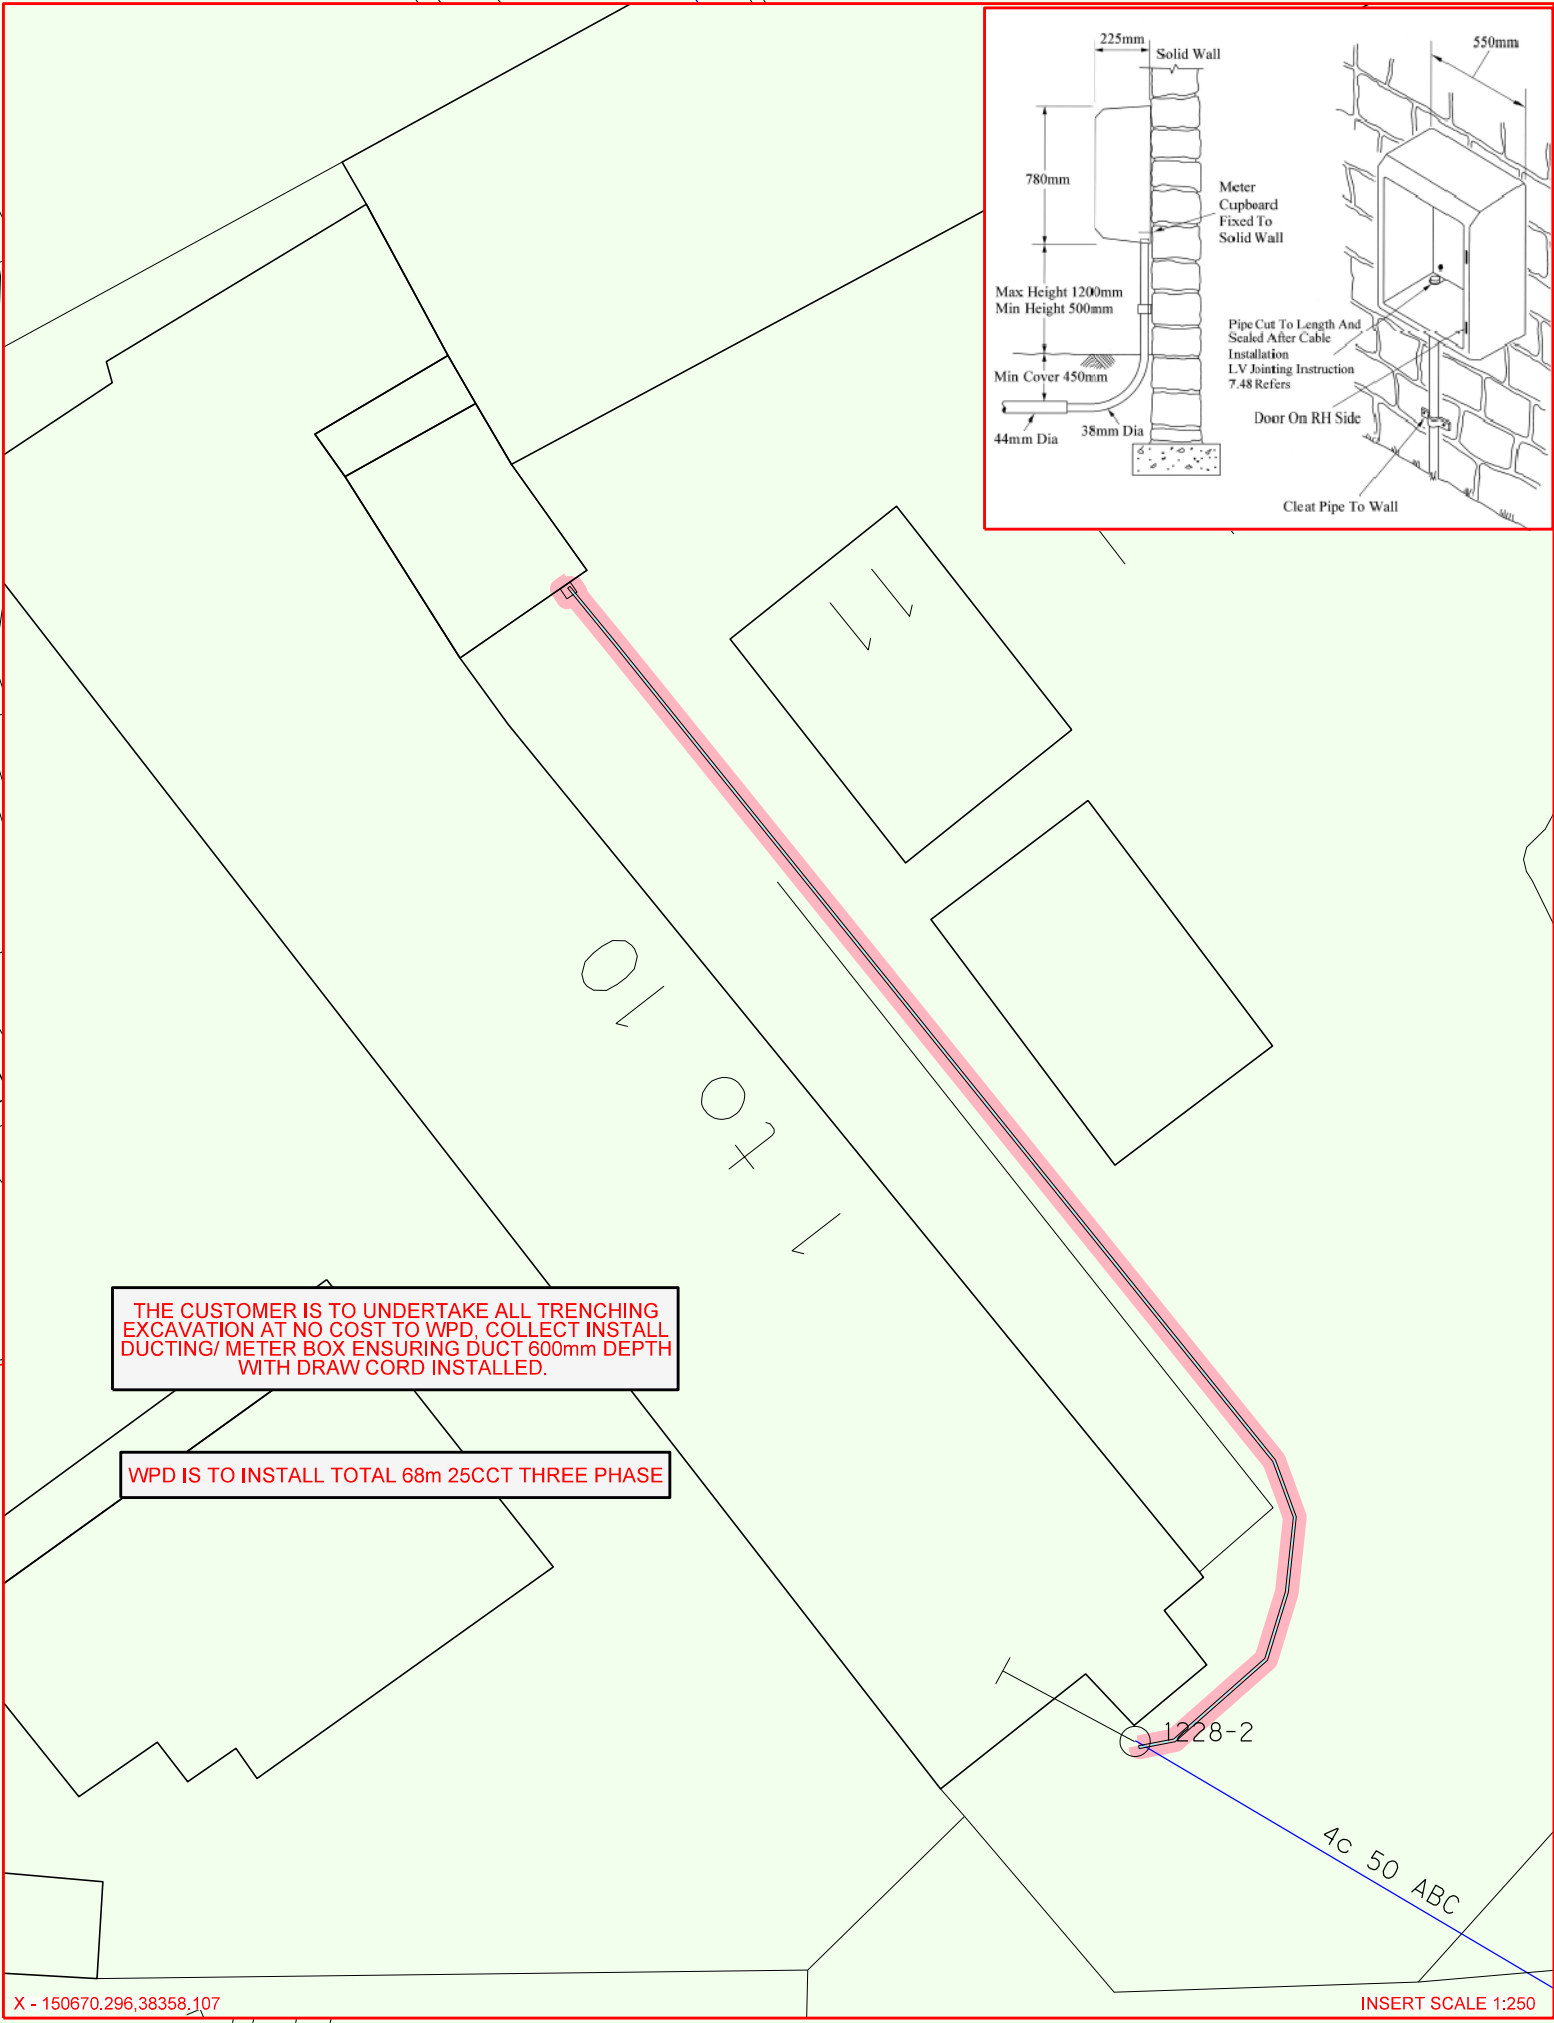 225mm
Solid Wall
550mm
780mm
Meter
Cupboard
Fixed To
Solid Wall
Max Height 1200mm
Min Height 500mm
Pipe Cut To Length And
Sealed After Cable
Installation
LV Jointing Instruction
7.48 Refers
Min Cover 450mm
Door On RH Side
44mm Dia
38mm Dia
Cleat Pipe To Wall
11
1 to 10
THE CUSTOMER IS TO UNDERTAKE ALL TRENCHING
EXCAVATION AT NO COST TO WPD, COLLECT INSTALL
DUCTING/ METER BOX ENSURING DUCT 600mm DEPTH
WITH DRAW CORD INSTALLED.
WPD IS TO INSTALL TOTAL 68m 25CCT THREE PHASE
1228-2
4c 50 ABC
X - 150670.296,38358.107
INSERT SCALE 1:250